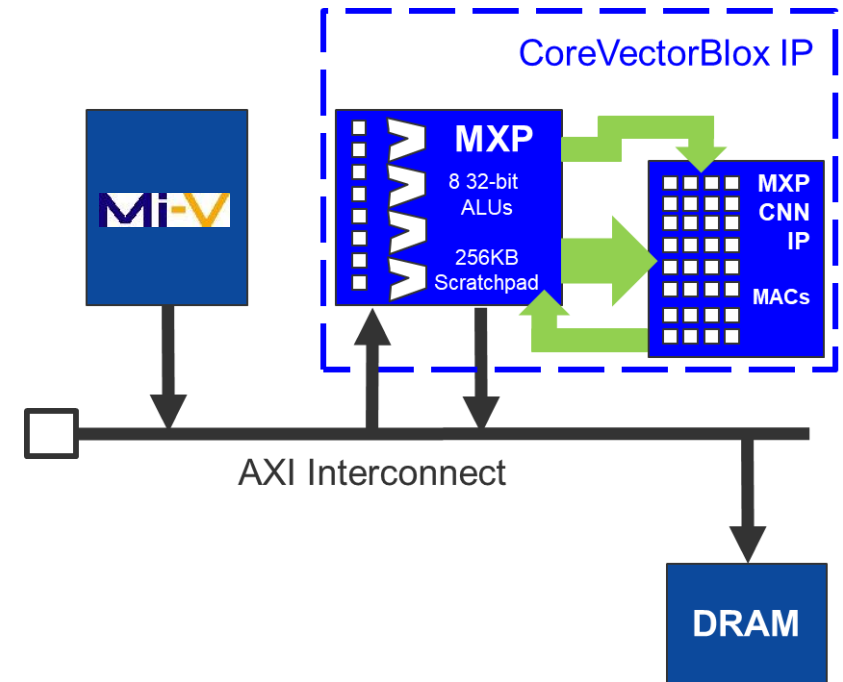 CoreVectorBlox IP
Mi-V
MXP
8 32-bit
ALUs
256KB
Scratchpad
MXP
CNN
IP
MACs
AXI Interconnect
DRAM